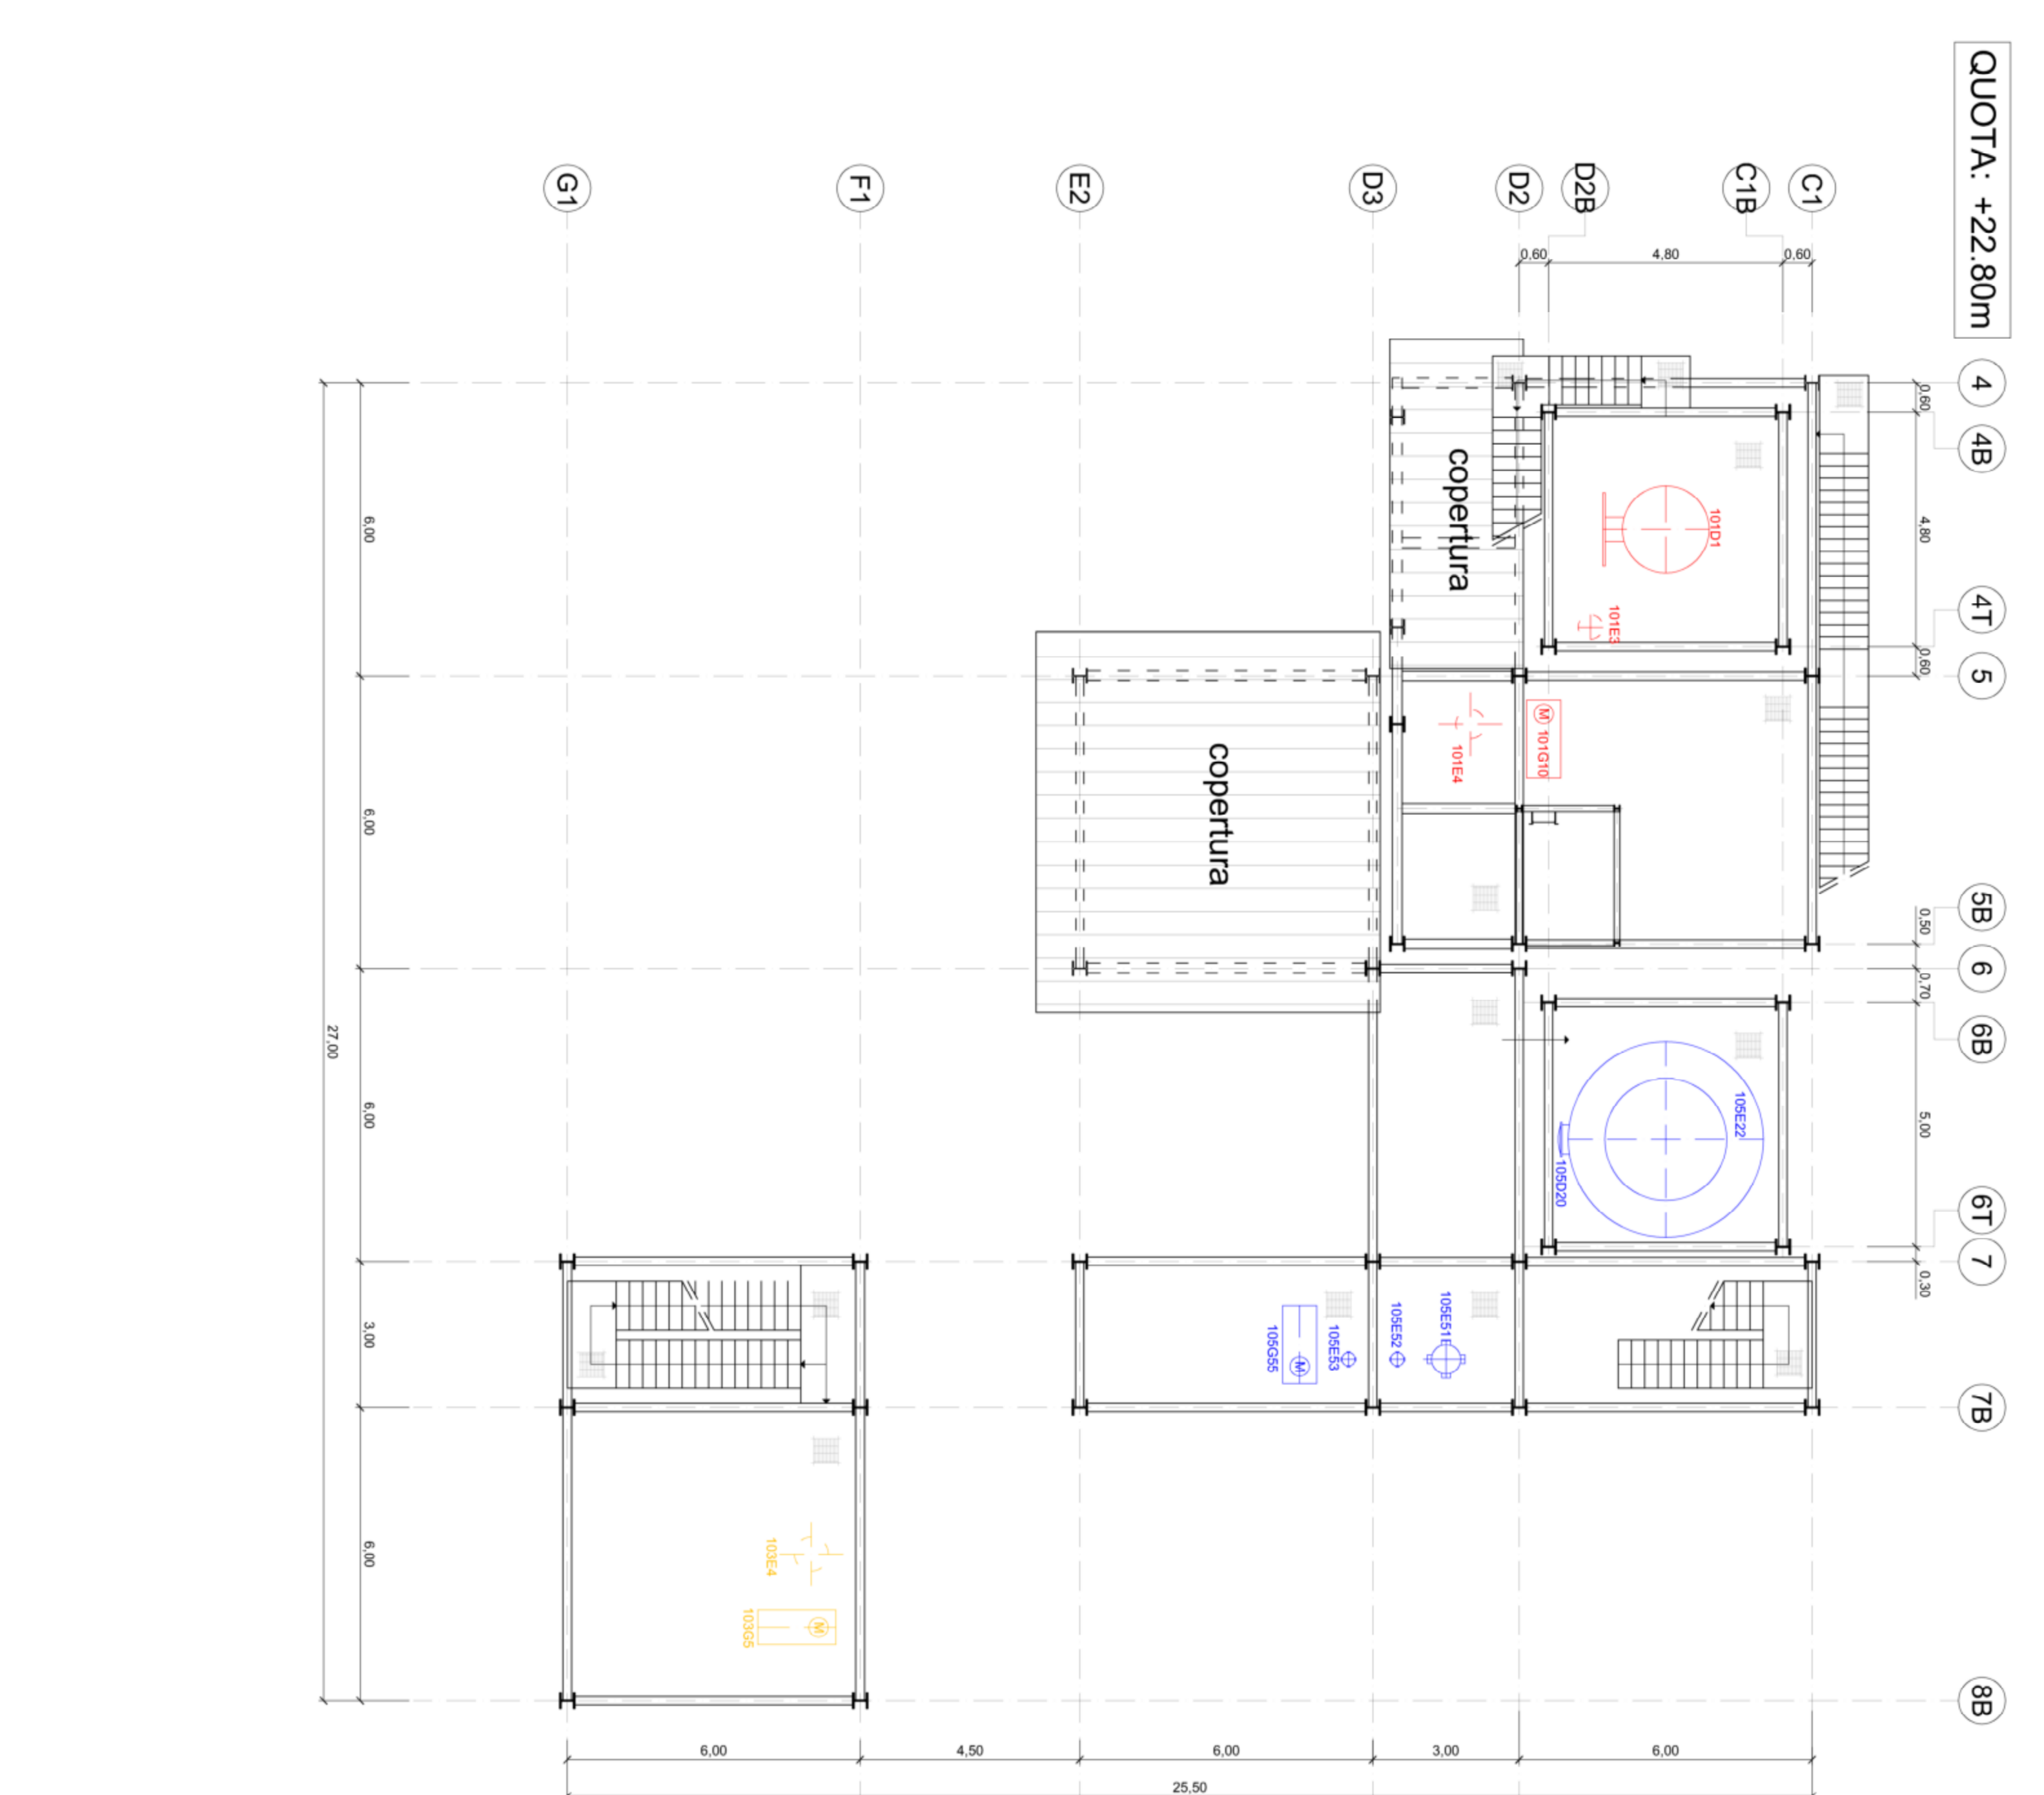 QUOTA: +22.80m
G1
F1
E2
D3
D2
D2B
C1B
C1
0,60
4,80
0,60
4
4B
4T
5
5B
6
6B
6T
7
7B
8B
0,60
4,80
0,60
0,50
0,70
5,00
0,30
copertura
101D1
101E3
101E4
M
101G10
copertura
105E22
105D20
105E51E
105E52
105E53
M
105G55
103E4
M
103G5
6,00
6,00
6,00
3,00
6,00
27,00
6,00
4,50
6,00
3,00
6,00
25,50